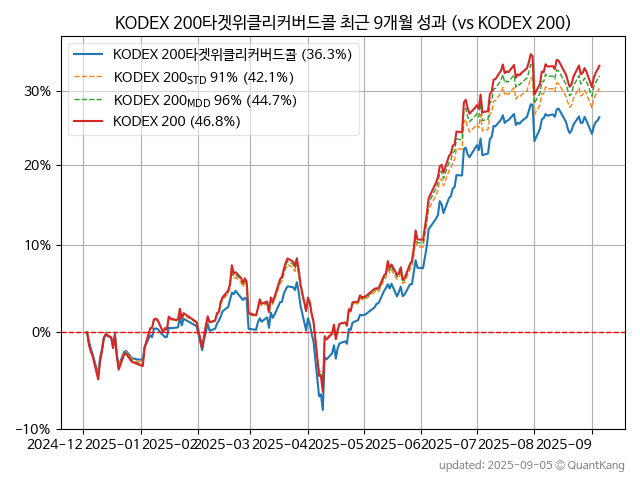 KODEX 200타겟위클리커버드콜 최근 9개월 성과 (vs KODEX 200)
KODEX 200타겟위클리커버드콜 (36.3%)
KODEX 200STD 91% (42.1%)
KODEX 200MDD 96% (44.7%)
KODEX 200 (46.8%)
30%
20%
10%
0%
−10%
2024-12 2025-01 2025-02 2025-03 2025-04 2025-05 2025-06 2025-07 2025-08 2025-09
updated: 2025-09-05 © QuantKang